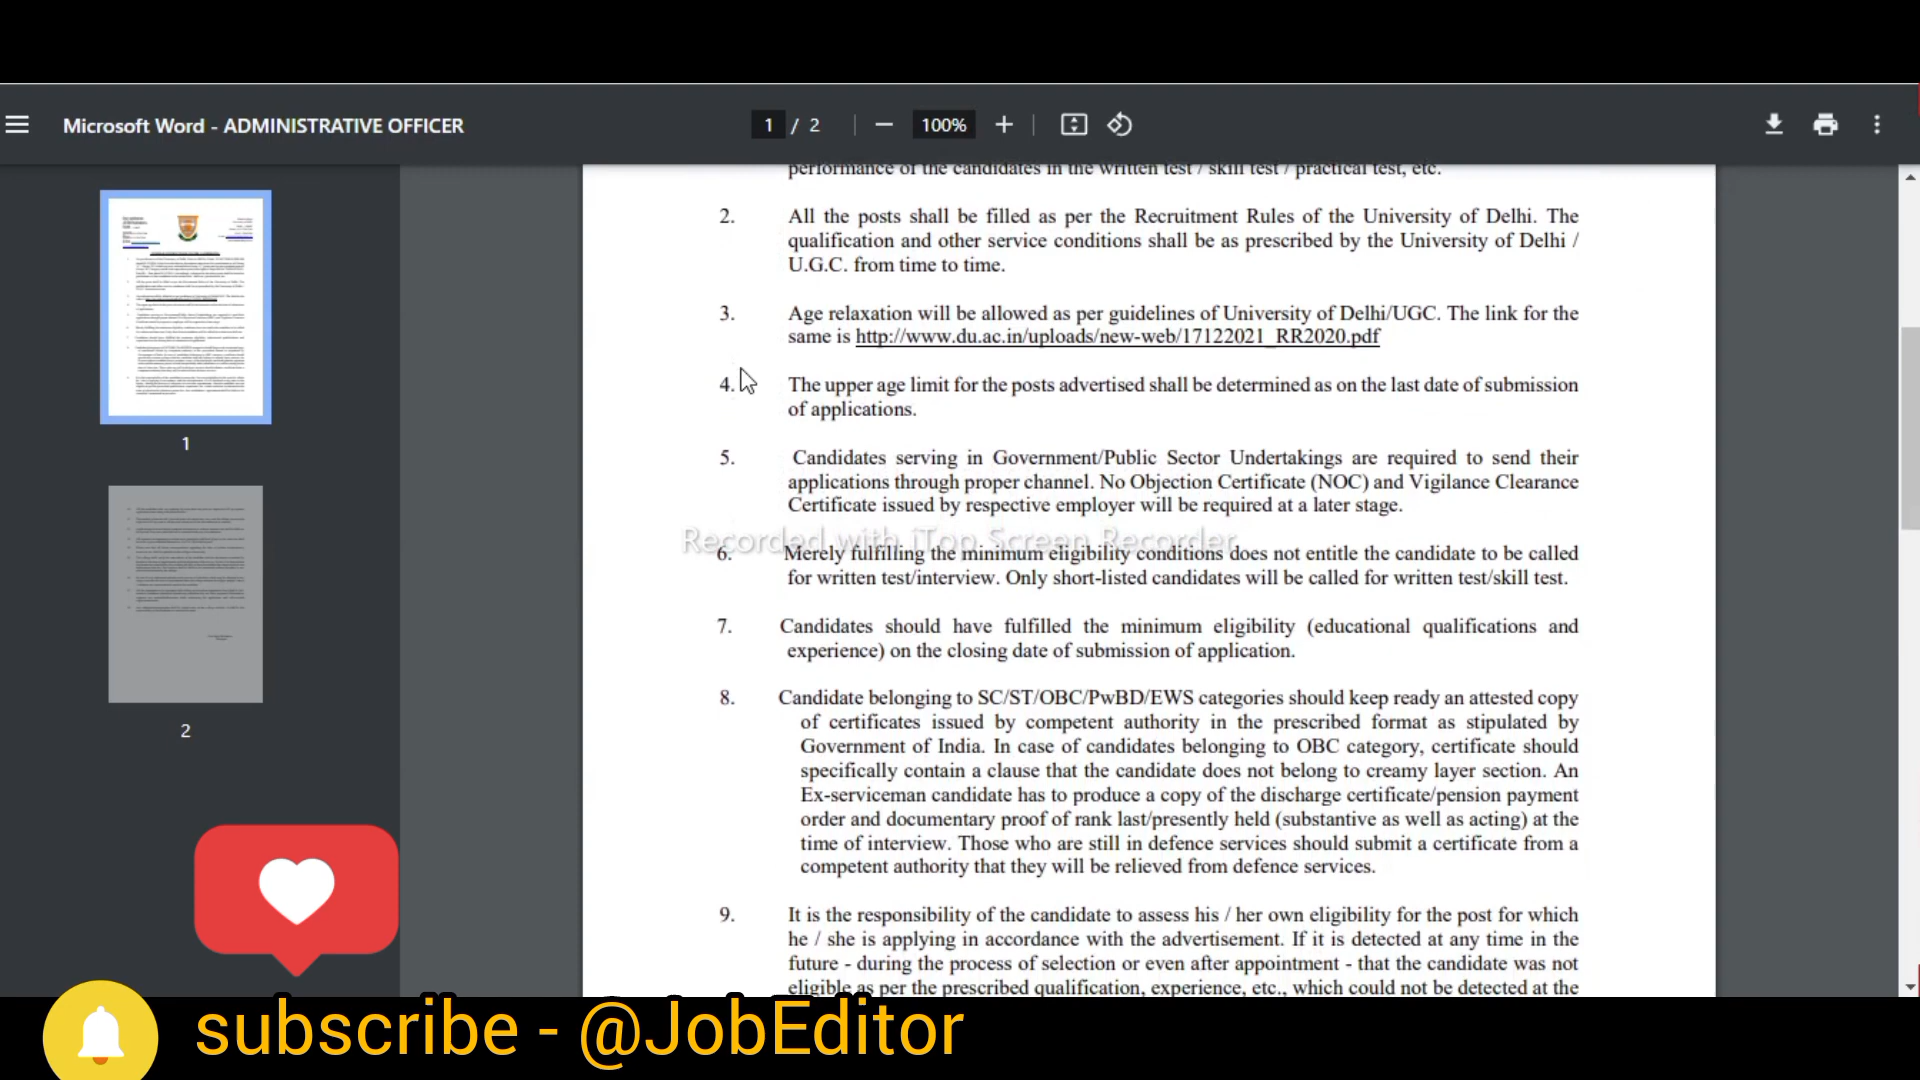 Microsoft Word - ADMINISTRATIVE OFFICER
1 / 2
100%
1
2
performance of the candidates in the written test / skill test / practical test, etc.
2. All the posts shall be filled as per the Recruitment Rules of the University of Delhi. The
qualification and other service conditions shall be as prescribed by the University of Delhi /
U.G.C. from time to time.
3. Age relaxation will be allowed as per guidelines of University of Delhi/UGC. The link for the
same is http://www.du.ac.in/uploads/new-web/17122021_RR2020.pdf
4. The upper age limit for the posts advertised shall be determined as on the last date of submission
of applications.
5. Candidates serving in Government/Public Sector Undertakings are required to send their
applications through proper channel. No Objection Certificate (NOC) and Vigilance Clearance
Certificate issued by respective employer will be required at a later stage.
Recorded with iTop Screen Recorder
6. Merely fulfilling the minimum eligibility conditions does not entitle the candidate to be called
for written test/interview. Only short-listed candidates will be called for written test/skill test.
7. Candidates should have fulfilled the minimum eligibility (educational qualifications and
experience) on the closing date of submission of application.
8. Candidate belonging to SC/ST/OBC/PwBD/EWS categories should keep ready an attested copy
of certificates issued by competent authority in the prescribed format as stipulated by
Government of India. In case of candidates belonging to OBC category, certificate should
specifically contain a clause that the candidate does not belong to creamy layer section. An
Ex-serviceman candidate has to produce a copy of the discharge certificate/pension payment
order and documentary proof of rank last/presently held (substantive as well as acting) at the
time of interview. Those who are still in defence services should submit a certificate from a
competent authority that they will be relieved from defence services.
9. It is the responsibility of the candidate to assess his / her own eligibility for the post for which
he / she is applying in accordance with the advertisement. If it is detected at any time in the
future - during the process of selection or even after appointment - that the candidate was not
eligible as per the prescribed qualification, experience, etc., which could not be detected at the
subscribe - @JobEditor